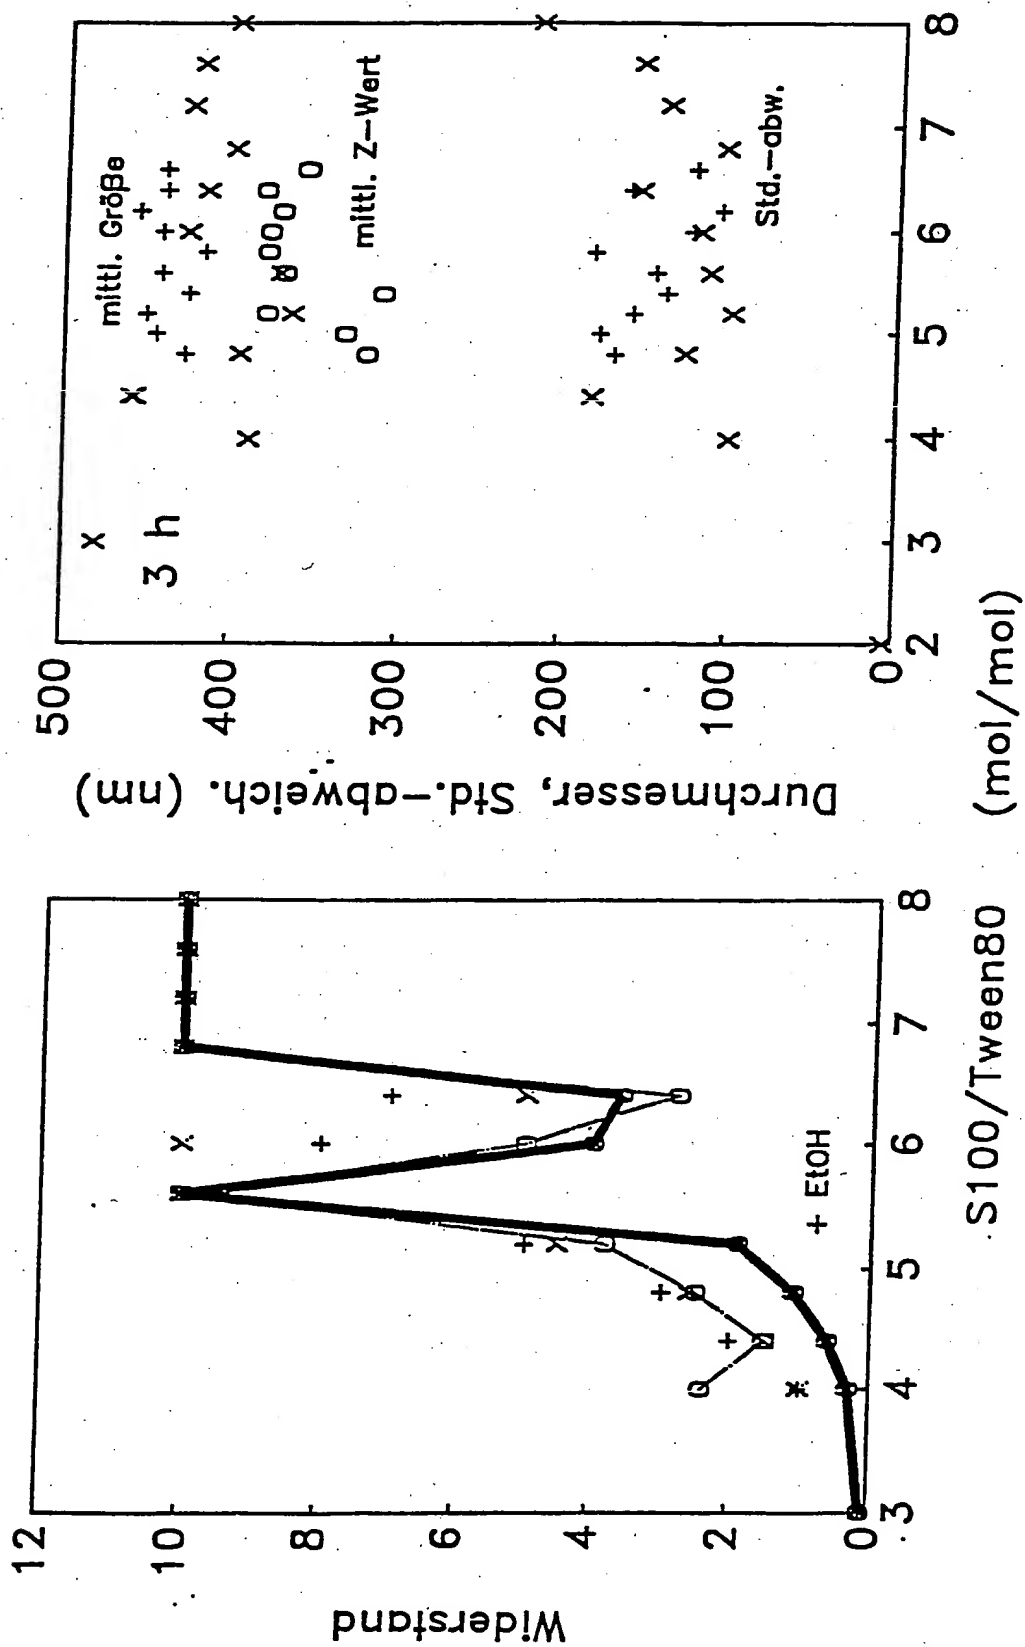 Widerstand
12
10
8
6
4
2
0
3
4
5
6
7
8
+ EtOH
S100/Tween80
(mol/mol)
Durchmesser, Std.-abweich. (nm)
500
400
300
200
100
0
2
3
4
5
6
7
8
3 h
mittl. Größe
mittl. Z-Wert
Std.-abw.